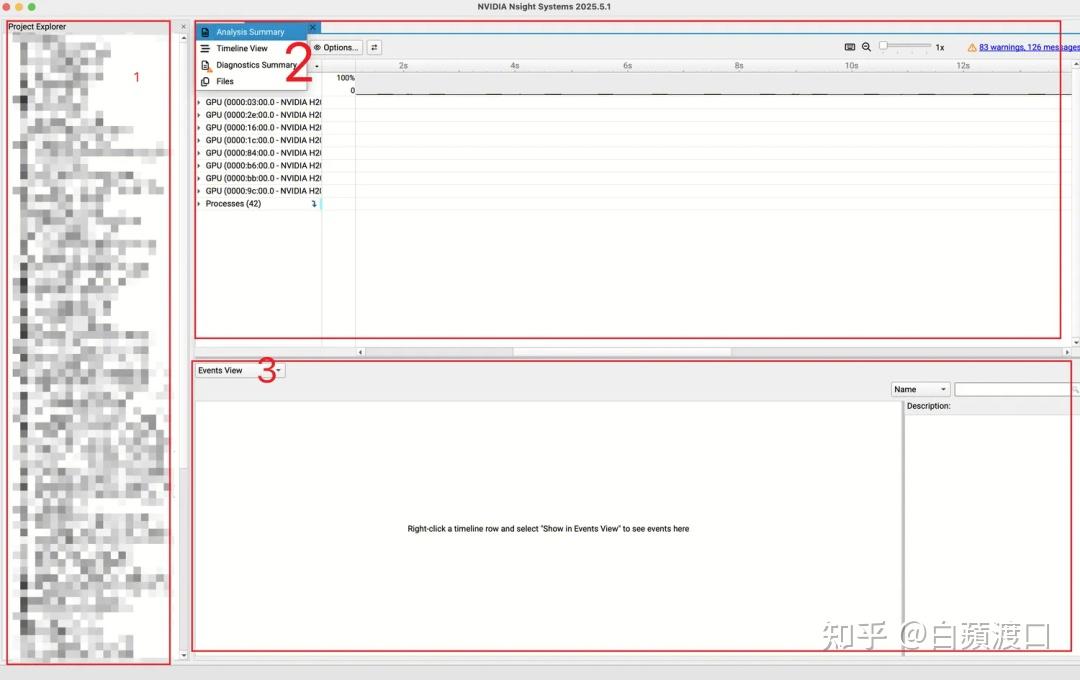 NVIDIA Nsight Systems 2025.5.1
Project Explorer
1
Analysis Summary
Timeline View
Diagnostics Summary
Files
2
Options...
1x
83 warnings, 126 messages
2s 4s 6s 8s 10s 12s
100%
0
GPU (0000:03:00.0 - NVIDIA H20
GPU (0000:2e:00.0 - NVIDIA H20
GPU (0000:16:00.0 - NVIDIA H20
GPU (0000:1c:00.0 - NVIDIA H20
GPU (0000:84:00.0 - NVIDIA H20
GPU (0000:b6:00.0 - NVIDIA H20
GPU (0000:bb:00.0 - NVIDIA H20
GPU (0000:9c:00.0 - NVIDIA H20
Processes (42)
Events View
3
Name
Description:
Right-click a timeline row and select "Show in Events View" to see events here
知乎 @白蘋渡口